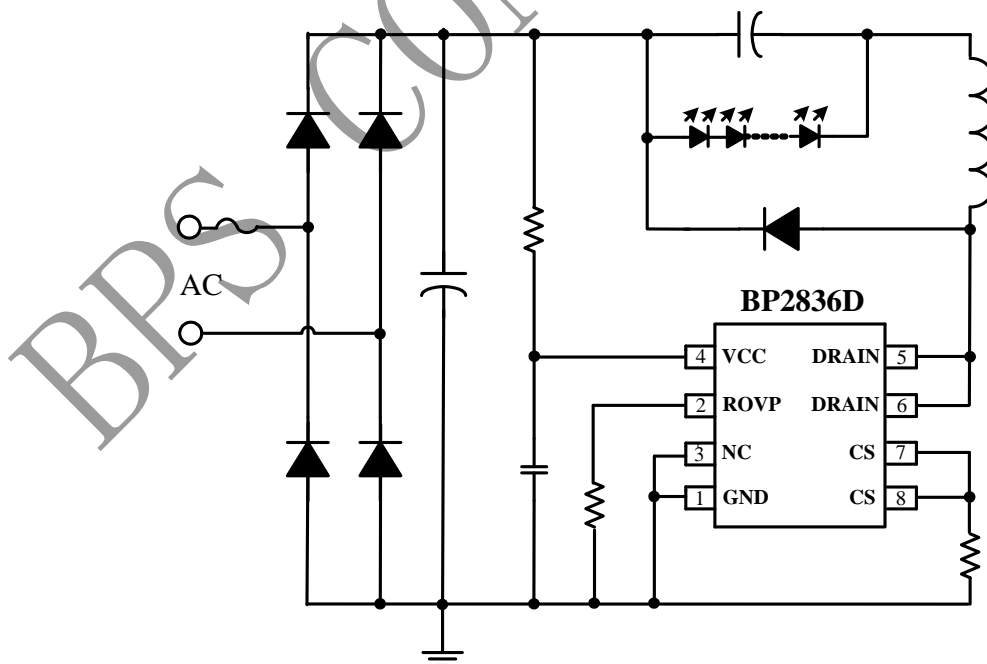 BPS CON
AC
BP2836D
4 VCC DRAIN 5
2 ROVP DRAIN 6
3 NC CS 7
1 GND CS 8